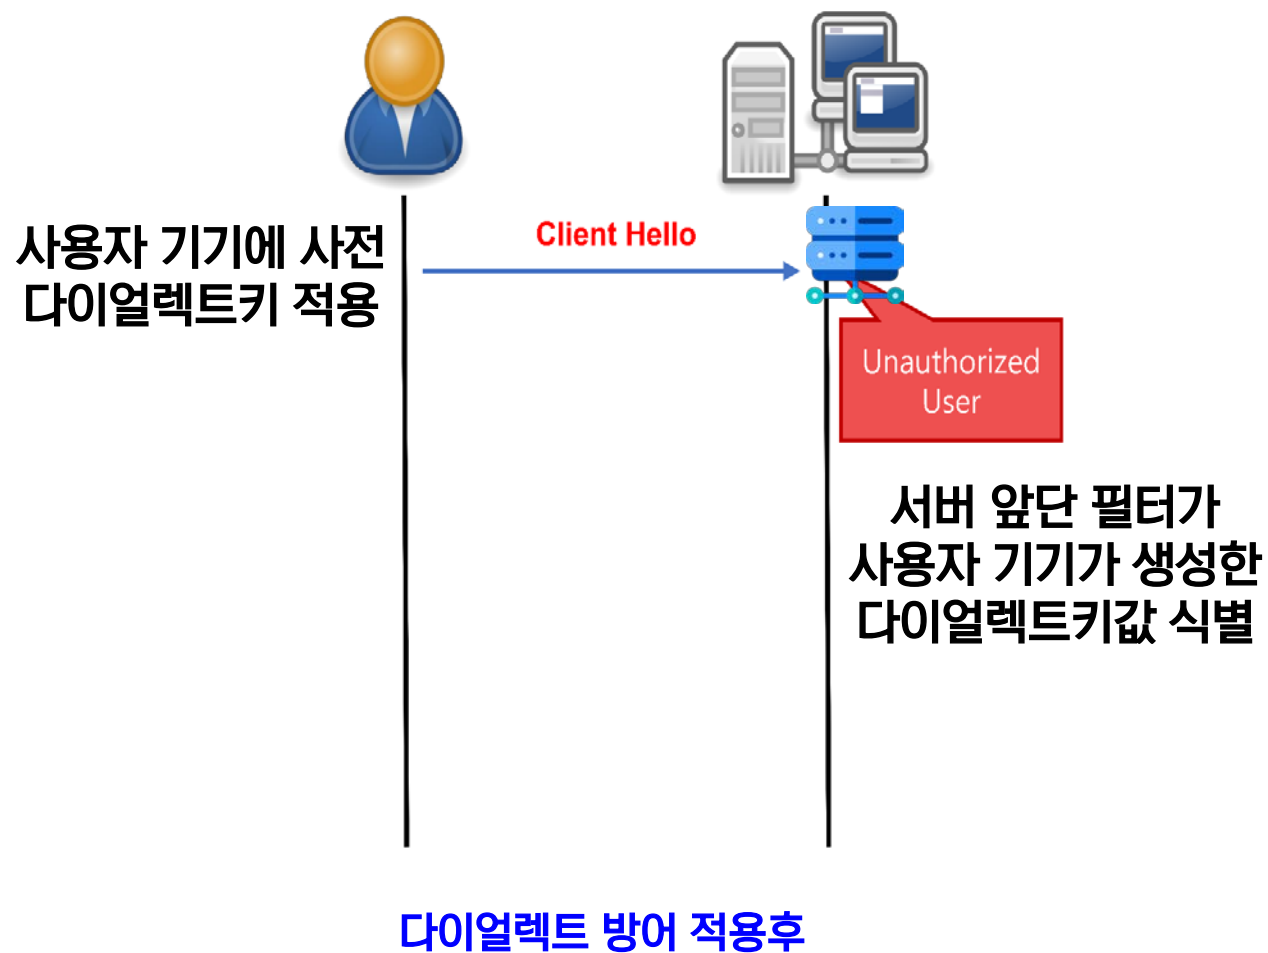 사용자 기기에 사전
다이얼렉트키 적용
Client Hello
Unauthorized
User
서버 앞단 필터가
사용자 기기가 생성한
다이얼렉트키값 식별
다이얼렉트 방어 적용후